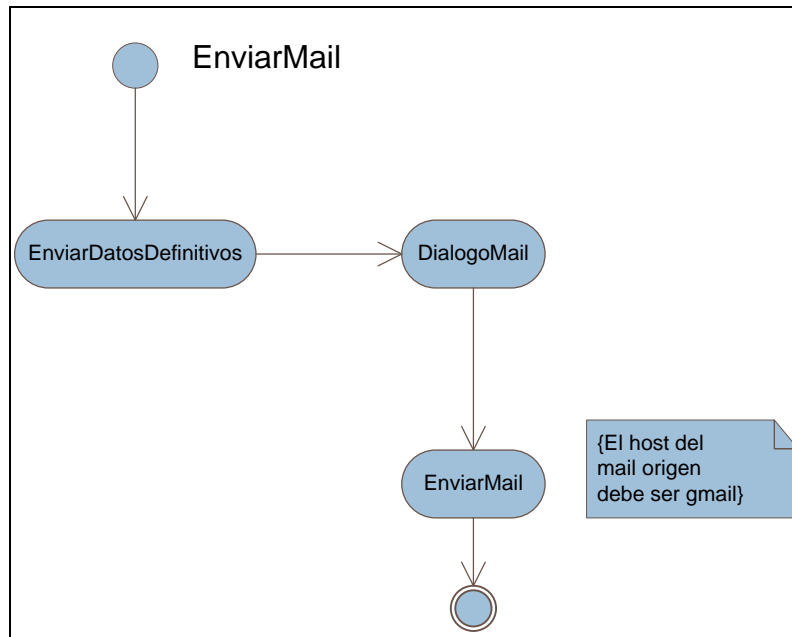 EnviarMail
EnviarDatosDefinitivos
DialogoMail
EnviarMail
{El host del
mail origen
debe ser gmail}